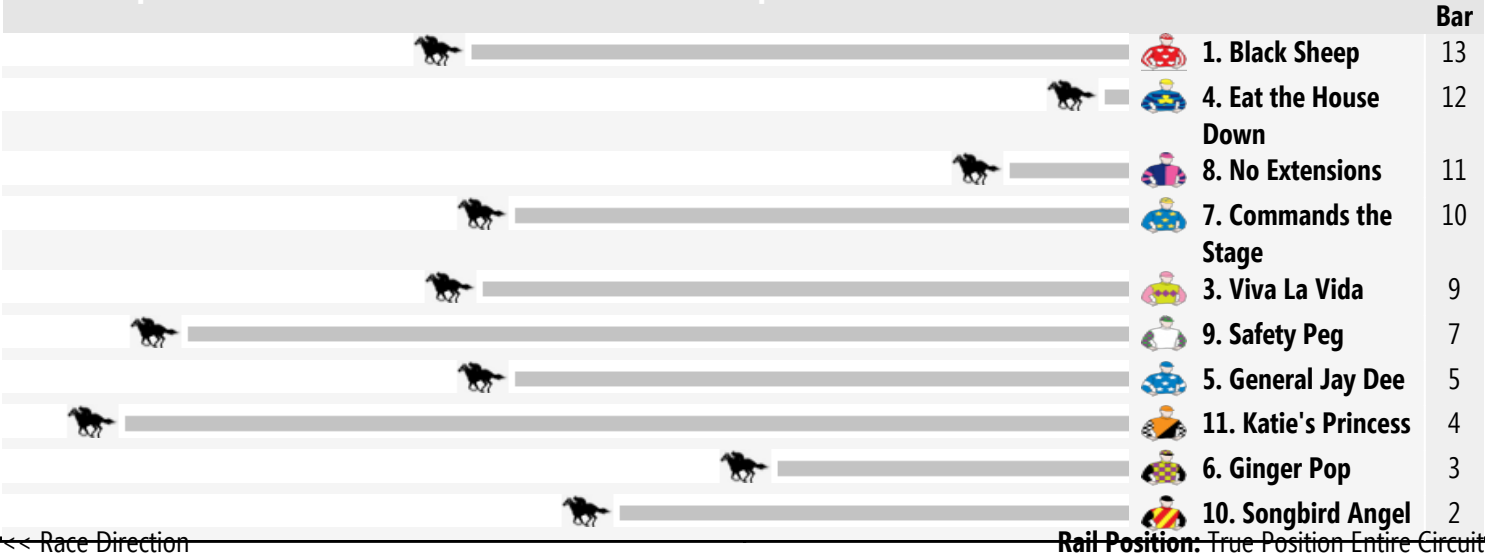 Bar
1. Black Sheep 13
4. Eat the House 12
Down
8. No Extensions 11
7. Commands the 10
Stage
3. Viva La Vida 9
9. Safety Peg 7
5. General Jay Dee 5
11. Katie's Princess 4
6. Ginger Pop 3
10. Songbird Angel 2
<< Race Direction Rail Position: True Position Entire Circuit